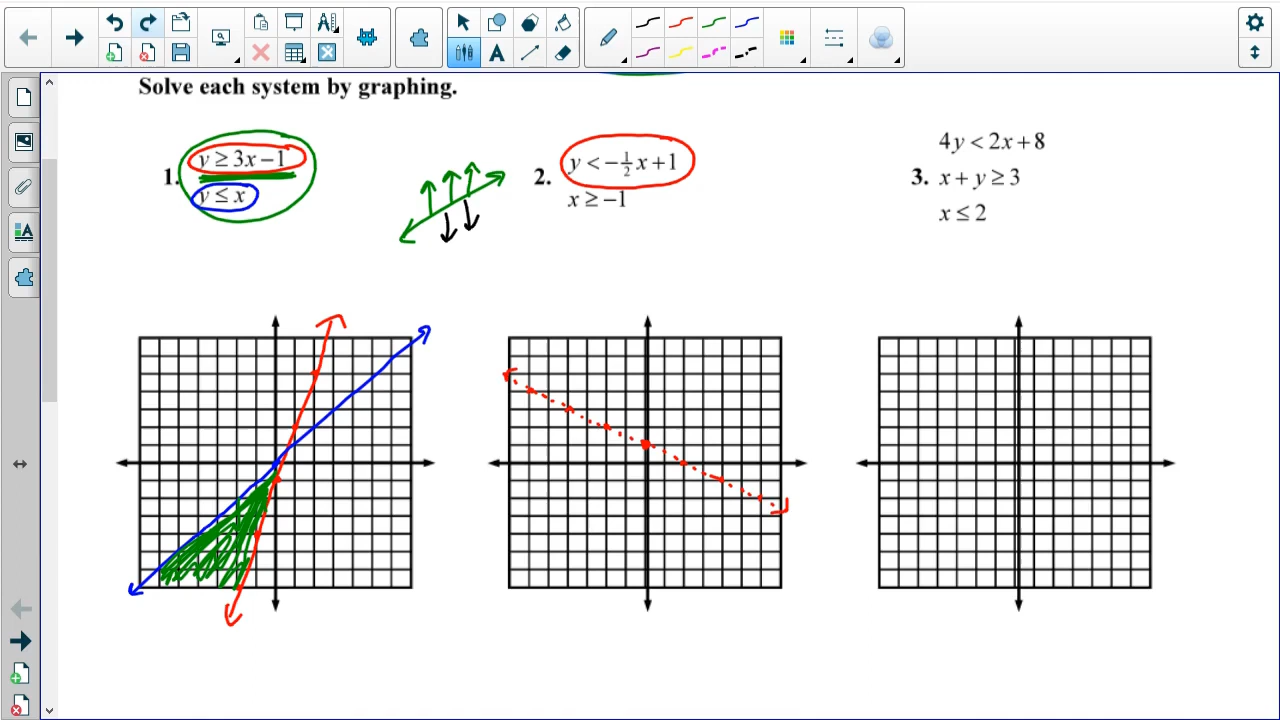 Solve each system by graphing.
1. y ≥ 3x − 1
y ≤ x
2. y < −½x + 1
x ≥ −1
4y < 2x + 8
3. x + y ≥ 3
x ≤ 2